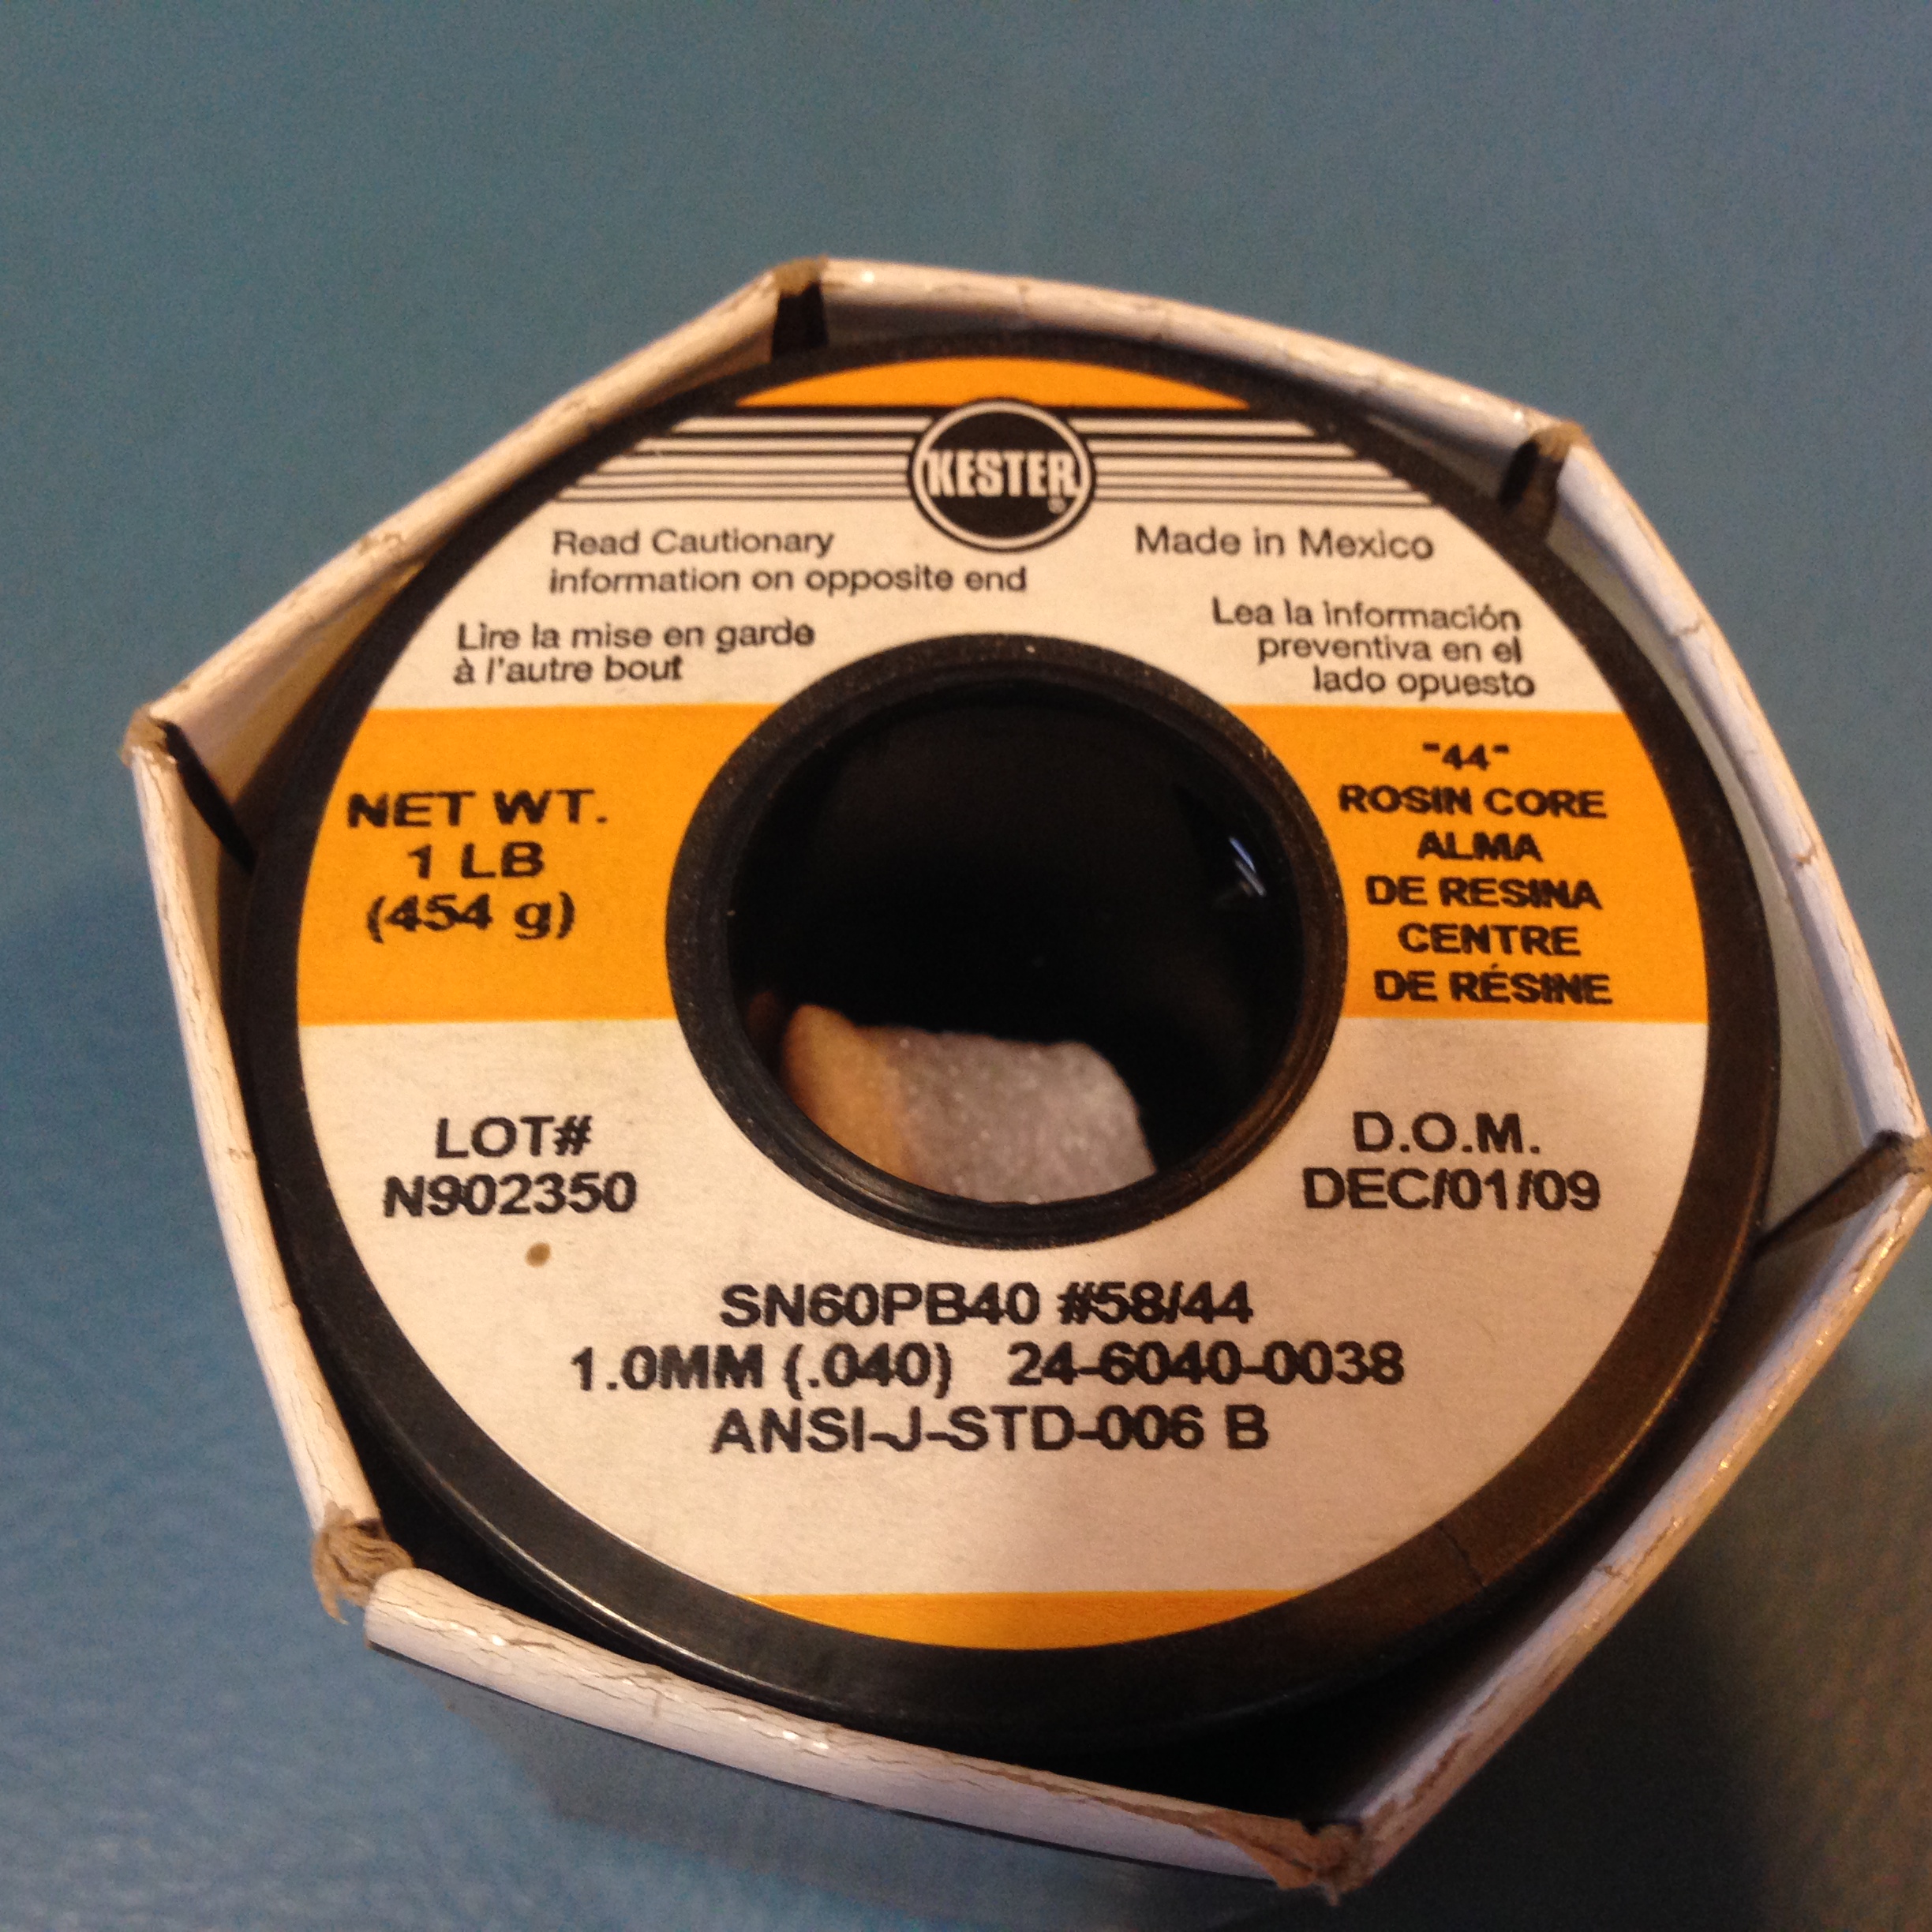 KESTER®
Read Cautionary
information on opposite end
Made in Mexico
Lire la mise en garde
à l'autre bout
Lea la información
preventiva en el
lado opuesto
NET WT.
1 LB
(454 g)
"44"
ROSIN CORE
ALMA
DE RESINA
CENTRE
DE RÉSINE
LOT#
N902350
D.O.M.
DEC/01/09
SN60PB40 #58/44
1.0MM (.040) 24-6040-0038
ANSI-J-STD-006 B